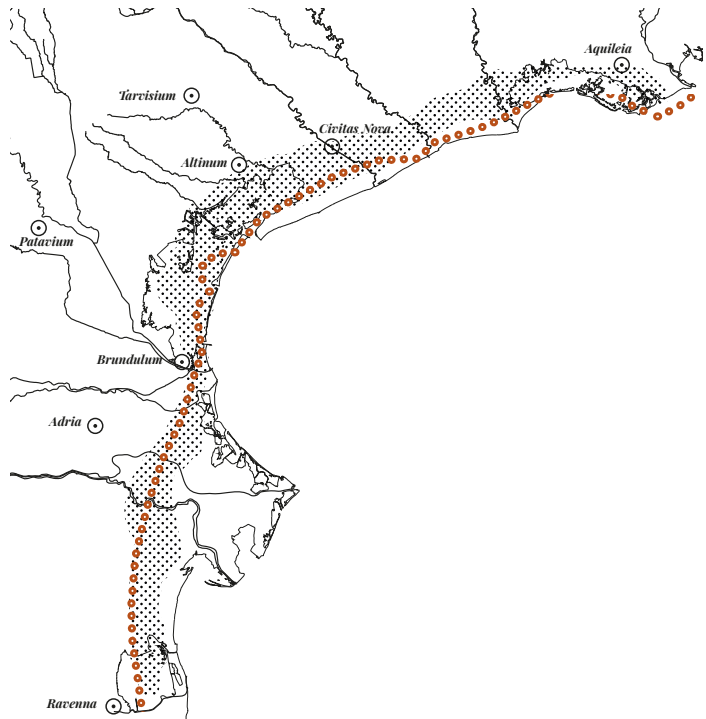 Aquileia
Tarvisium
Civitas Nova
Altinum
Patavium
Brundulum
Adria
Ravenna